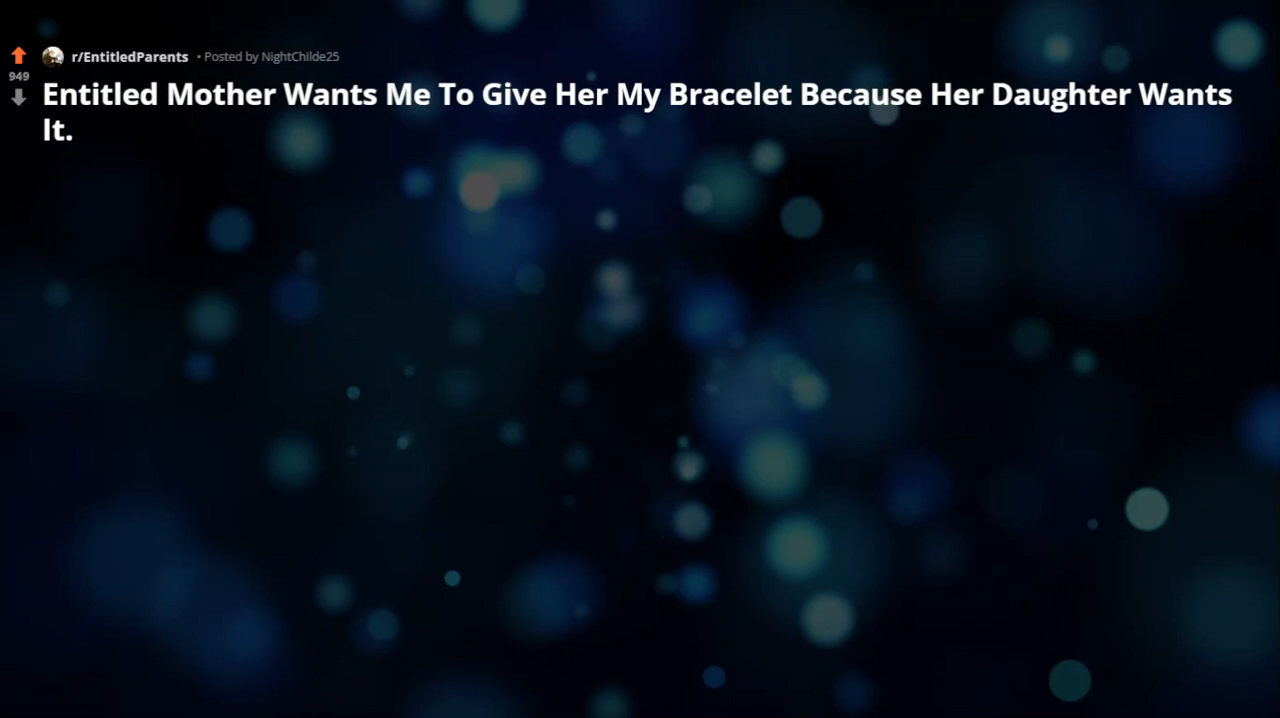 r/EntitledParents • Posted by NightChilde25
949
Entitled Mother Wants Me To Give Her My Bracelet Because Her Daughter Wants
It.